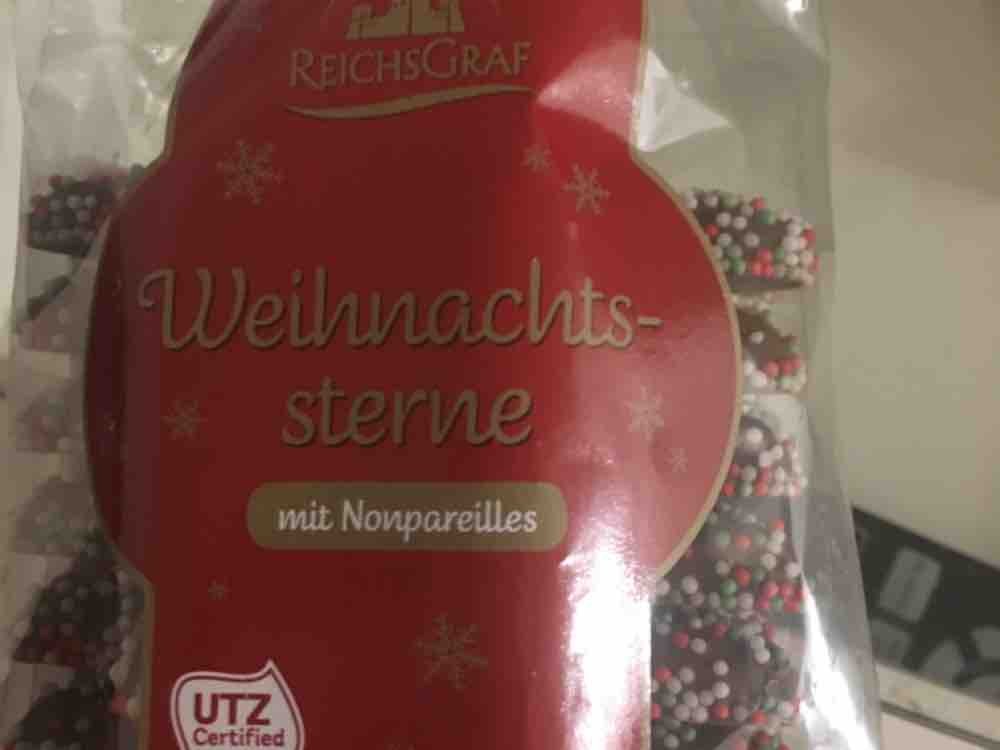 REICHSGRAF
Weihnachts-
sterne
mit Nonpareilles
UTZ
Certified